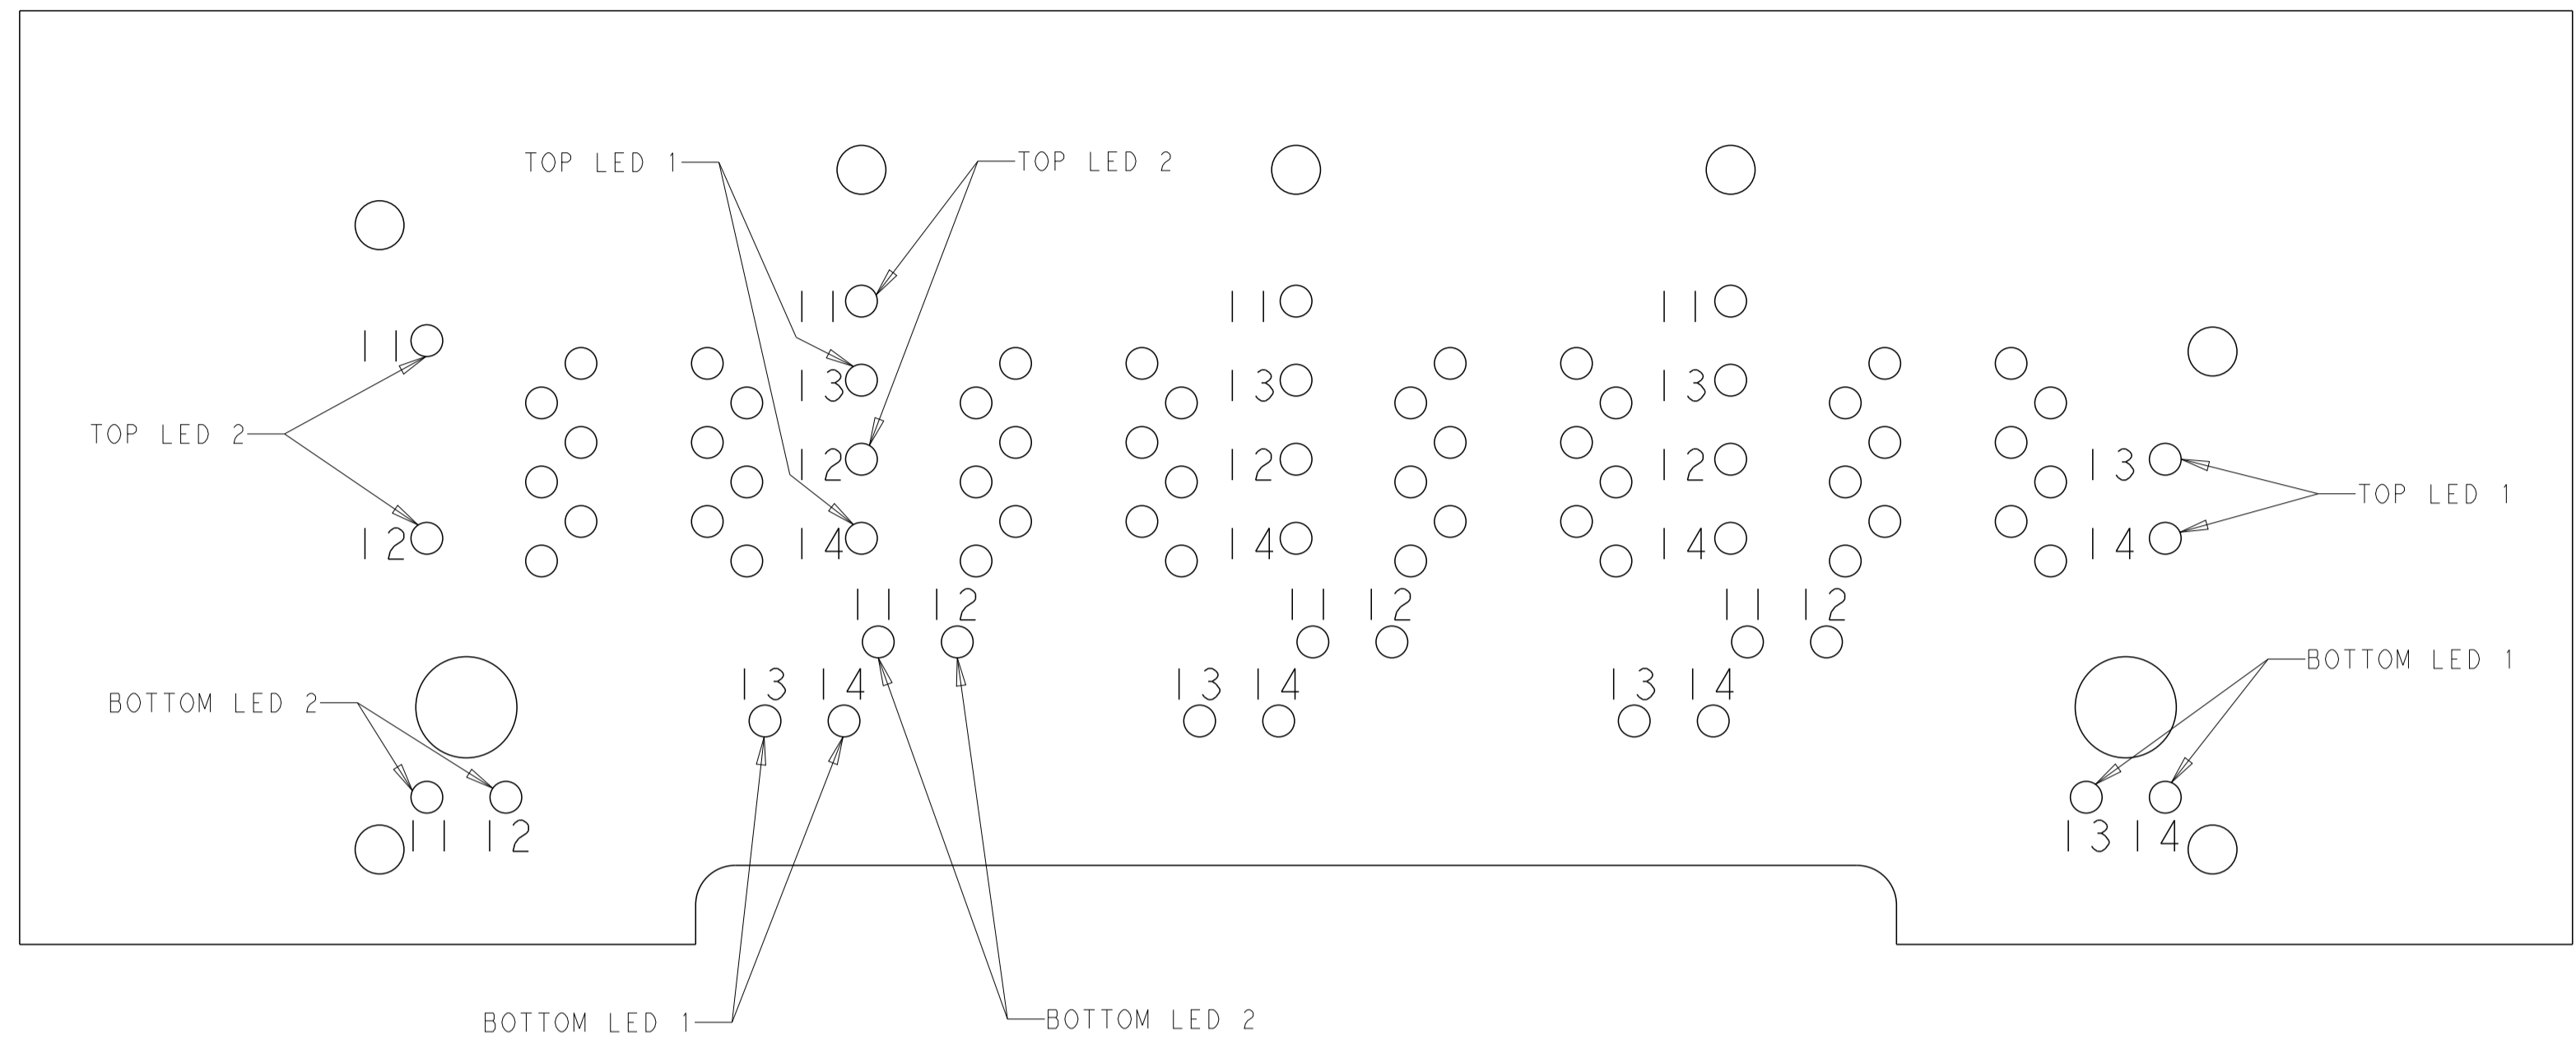 TOP LED 1
TOP LED 2
11 11 11
11
13 13 13
TOP LED 2
12 12 12 13
TOP LED 1
12 14 14 14 14
11 12 11 12 11 12
BOTTOM LED 1
13 14 13 14 13 14
BOTTOM LED 2
11 12 13 14
BOTTOM LED 1
BOTTOM LED 2